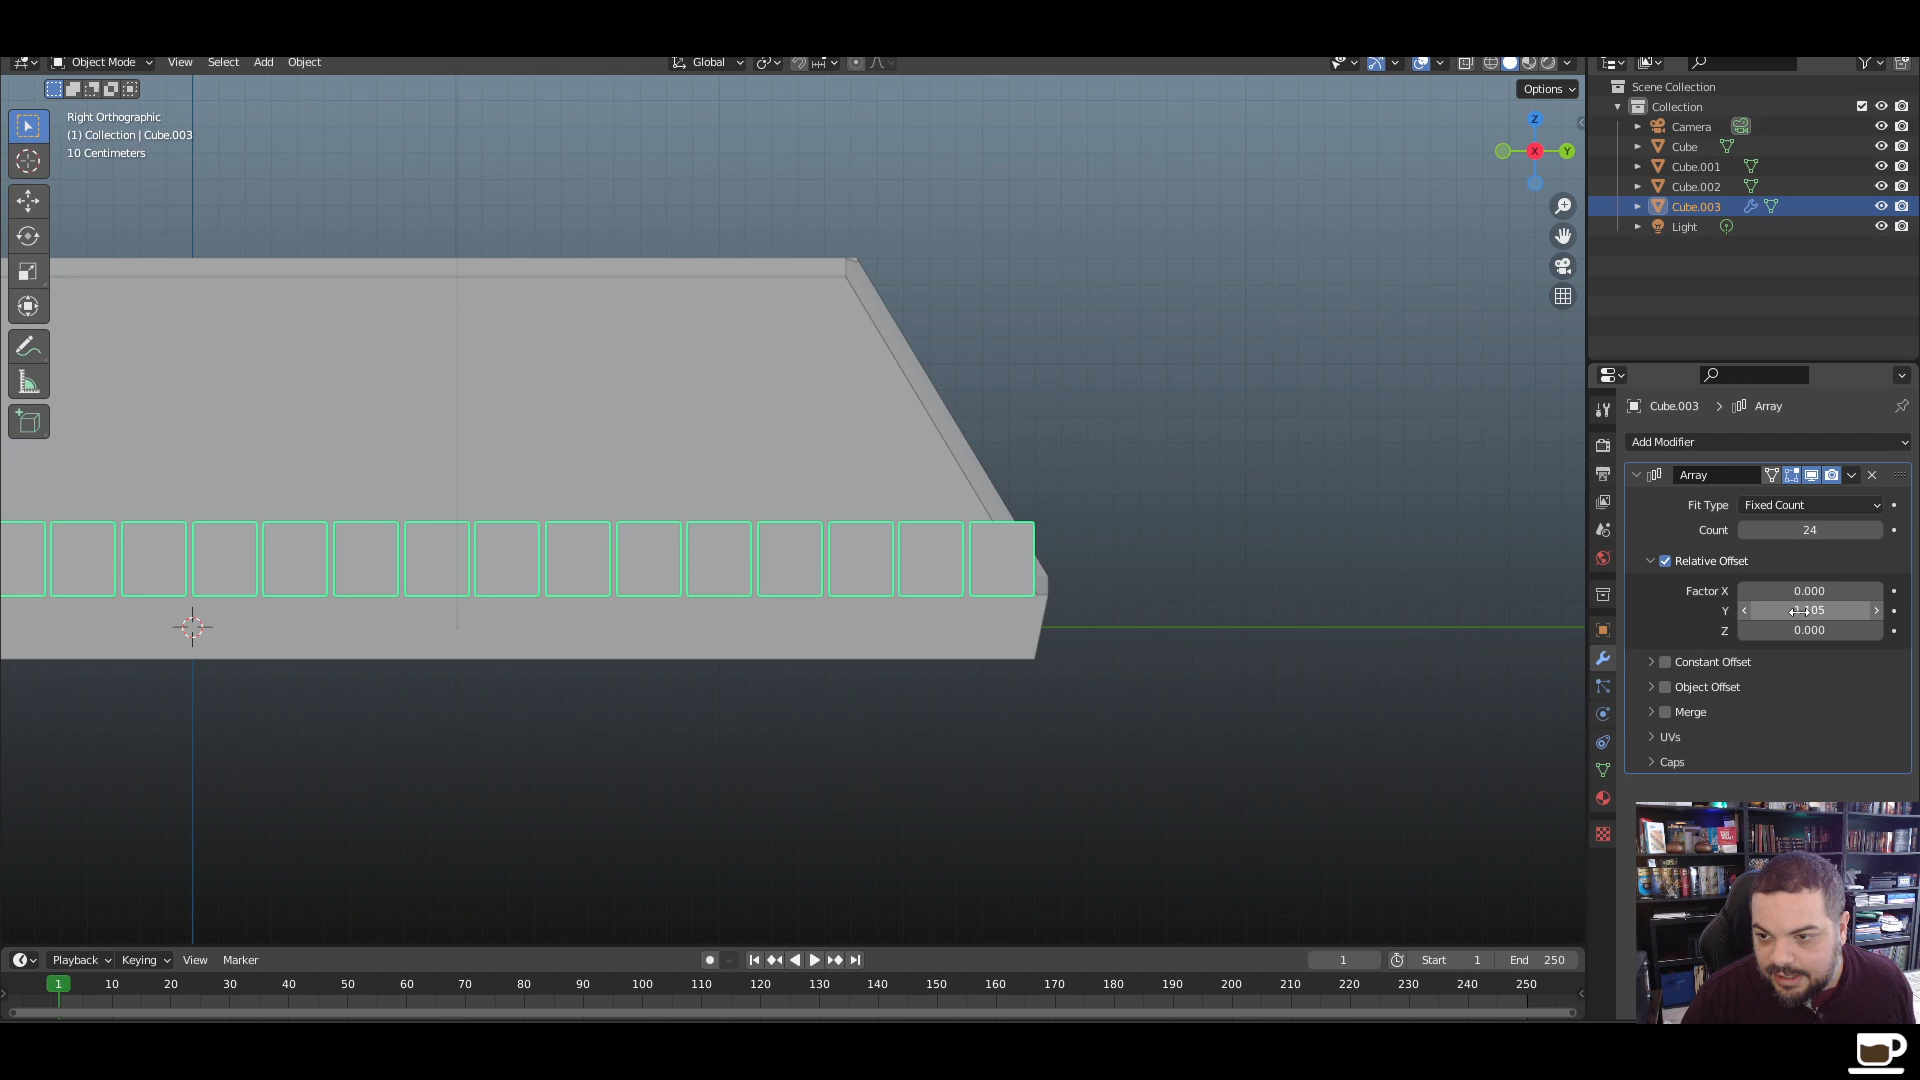 Object Mode
View
Select
Add
Object
Global
Options
Right Orthographic
(1) Collection | Cube.003
10 Centimeters
Z
X
Y
Scene Collection
Collection
Camera
Cube
Cube.001
Cube.002
Cube.003
Light
Cube.003
Array
Add Modifier
Array
Fit Type
Fixed Count
Count
24
Relative Offset
Factor X
0.000
Y
Z
0.000
Constant Offset
Object Offset
Merge
UVs
Caps
Playback
Keying
View
Marker
1
Start
1
End
250
1
10
20
30
40
50
60
70
80
90
100
110
120
130
140
150
160
170
180
190
200
210
220
230
240
250